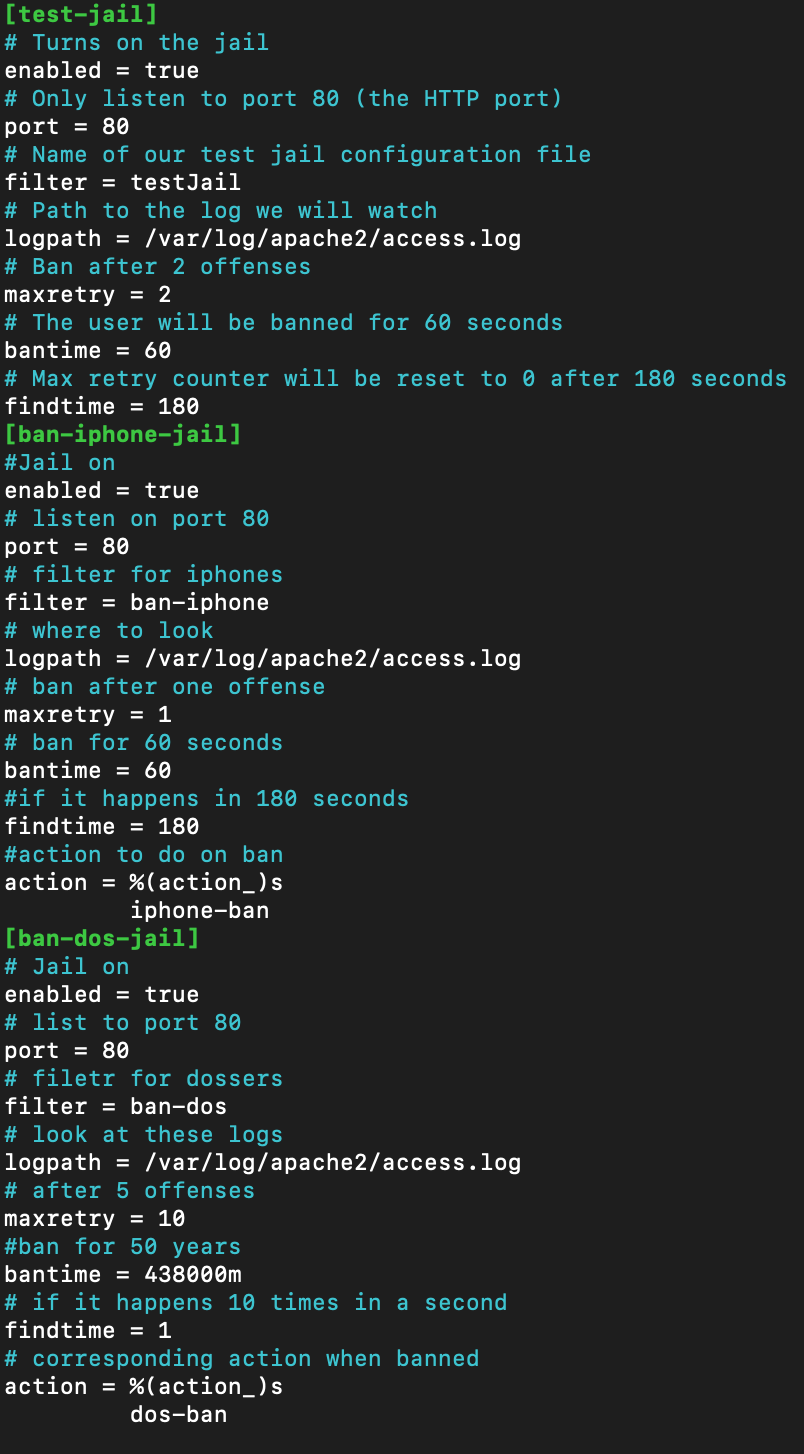 [test-jail]
# Turns on the jail
enabled = true
# Only listen to port 80 (the HTTP port)
port = 80
# Name of our test jail configuration file
filter = testJail
# Path to the log we will watch
logpath = /var/log/apache2/access.log
# Ban after 2 offenses
maxretry = 2
# The user will be banned for 60 seconds
bantime = 60
# Max retry counter will be reset to 0 after 180 seconds
findtime = 180
[ban-iphone-jail]
#Jail on
enabled = true
# listen on port 80
port = 80
# filter for iphones
filter = ban-iphone
# where to look
logpath = /var/log/apache2/access.log
# ban after one offense
maxretry = 1
# ban for 60 seconds
bantime = 60
#if it happens in 180 seconds
findtime = 180
#action to do on ban
action = %(action_)s
         iphone-ban
[ban-dos-jail]
# Jail on
enabled = true
# list to port 80
port = 80
# filetr for dossers
filter = ban-dos
# look at these logs
logpath = /var/log/apache2/access.log
# after 5 offenses
maxretry = 10
#ban for 50 years
bantime = 438000m
# if it happens 10 times in a second
findtime = 1
# corresponding action when banned
action = %(action_)s
         dos-ban